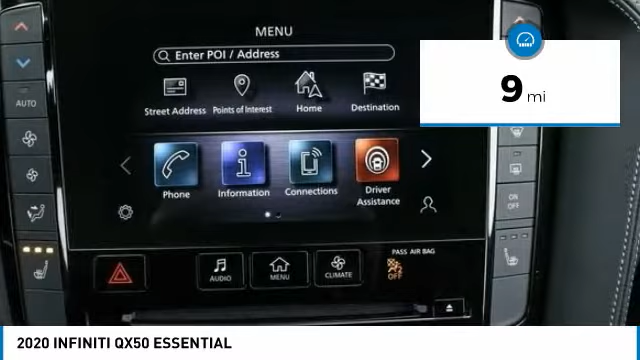 MENU
Enter POI / Address
Street Address
Points of Interest
Home
Destination
9 mi
AUTO
Phone
Information
Connections
Driver
Assistance
ON
OFF
AUDIO
MENU
CLIMATE
PASS AIR BAG
2
OFF
2020 INFINITI QX50 ESSENTIAL